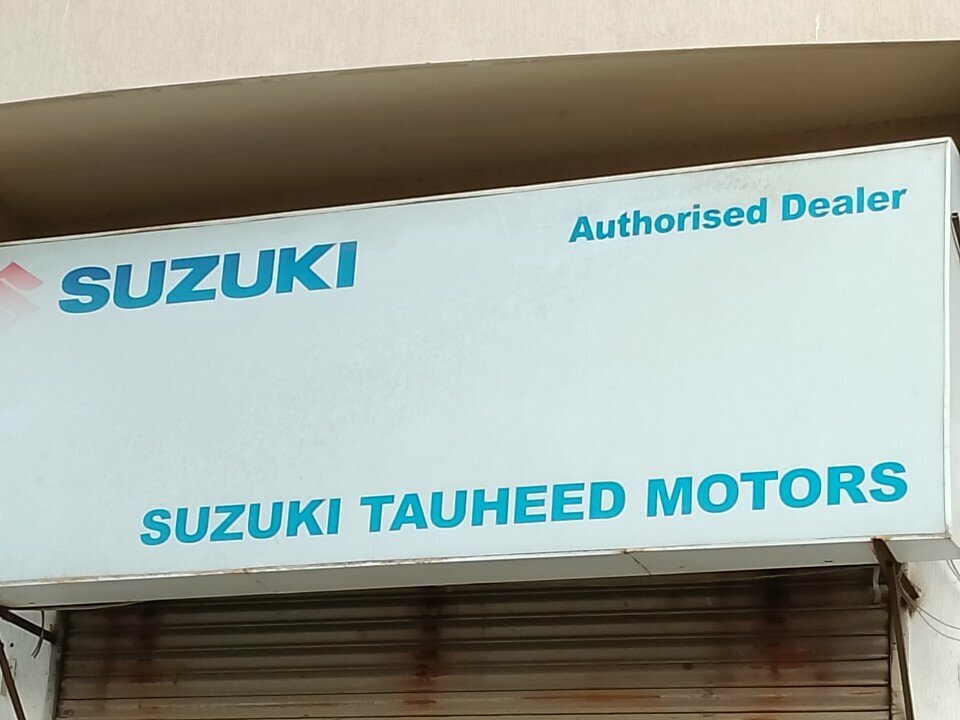 SUZUKI
Authorised Dealer
SUZUKI TAUHEED MOTORS